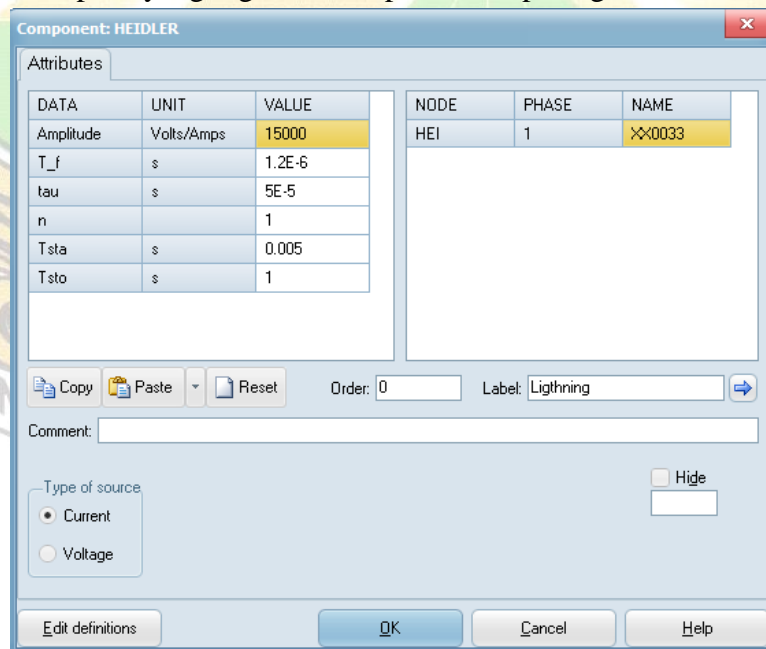 Component: HEIDLER
Attributes
DATA UNIT VALUE
Amplitude Volts/Amps 15000
T_f s 1.2E-6
tau s 5E-5
n 1
Tsta s 0.005
Tsto s 1
NODE PHASE NAME
HEI 1 XX0033
Copy Paste Reset Order: 0 Label: Ligthning
Comment:
Type of source
Current
Voltage
Hide
Edit definitions OK Cancel Help